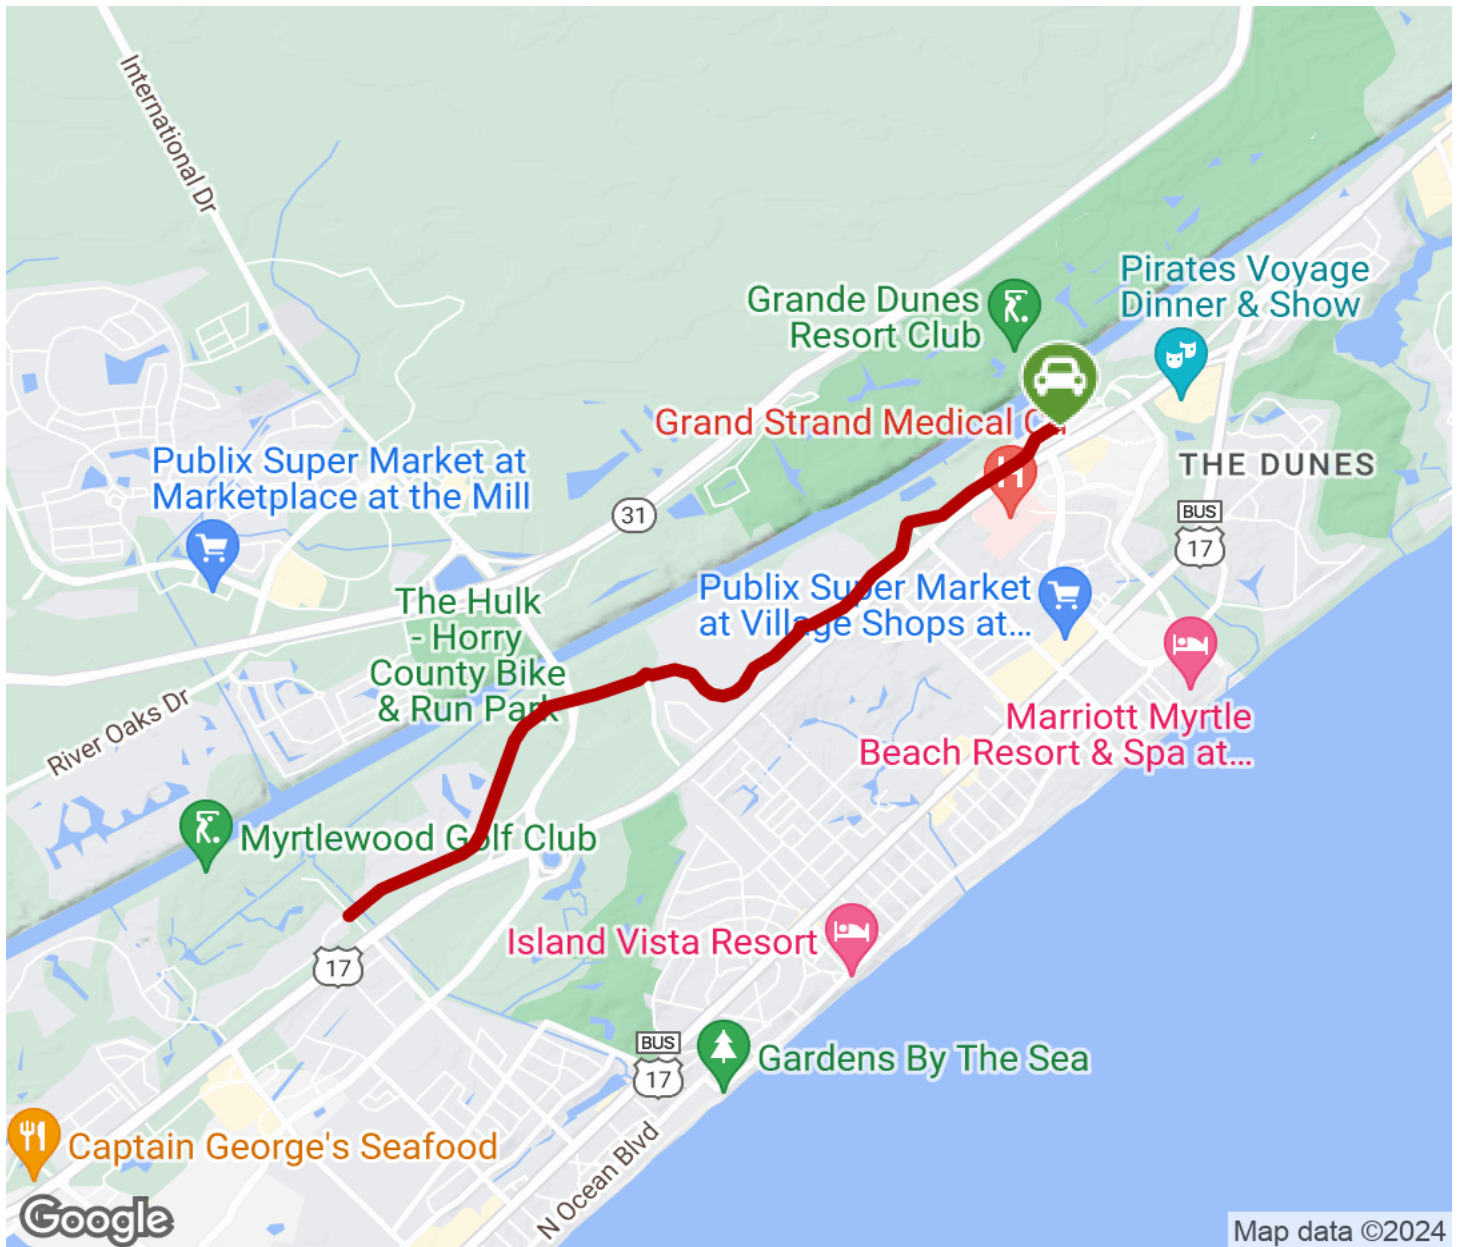 International Dr
Pirates Voyage
Dinner & Show
Grande Dunes
Resort Club
Grand Strand Medical
THE DUNES
Publix Super Market at
Marketplace at the Mill
31
BUS
17
The Hulk
- Horry
County Bike
& Run Park
Publix Super Market
at Village Shops at...
River Oaks Dr
Marriott Myrtle
Beach Resort & Spa at...
Myrtlewood Golf Club
Island Vista Resort
17
BUS
17
Gardens By The Sea
Captain George's Seafood
N Ocean Blvd
Google
Map data ©2024